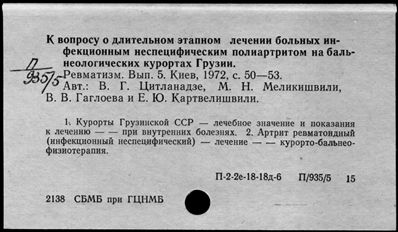 К вопросу о длительном этапном лечении больных ин-
фекционным неспецифическим полиартритом на баль-
неологических курортах Грузии.
П
935/5
Ревматизм. Вып. 5. Киев, 1972, с. 50—53.
Авт.: В. Г. Цитланадзе, М. Н. Меликишвили,
В. В. Гаглоева и Е. Ю. Картвелишвили.
1. Курорты Грузинской ССР — лечебное значение и показания
к лечению — — при внутренних болезнях. 2. Артрит ревматоидный
(инфекционный неспецифический) — лечение — — курорто-бальнео-
физиотерапия.
П-2-2е-18-18д-6 П/935/5 15
2138 СБМБ при ГЦНМБ